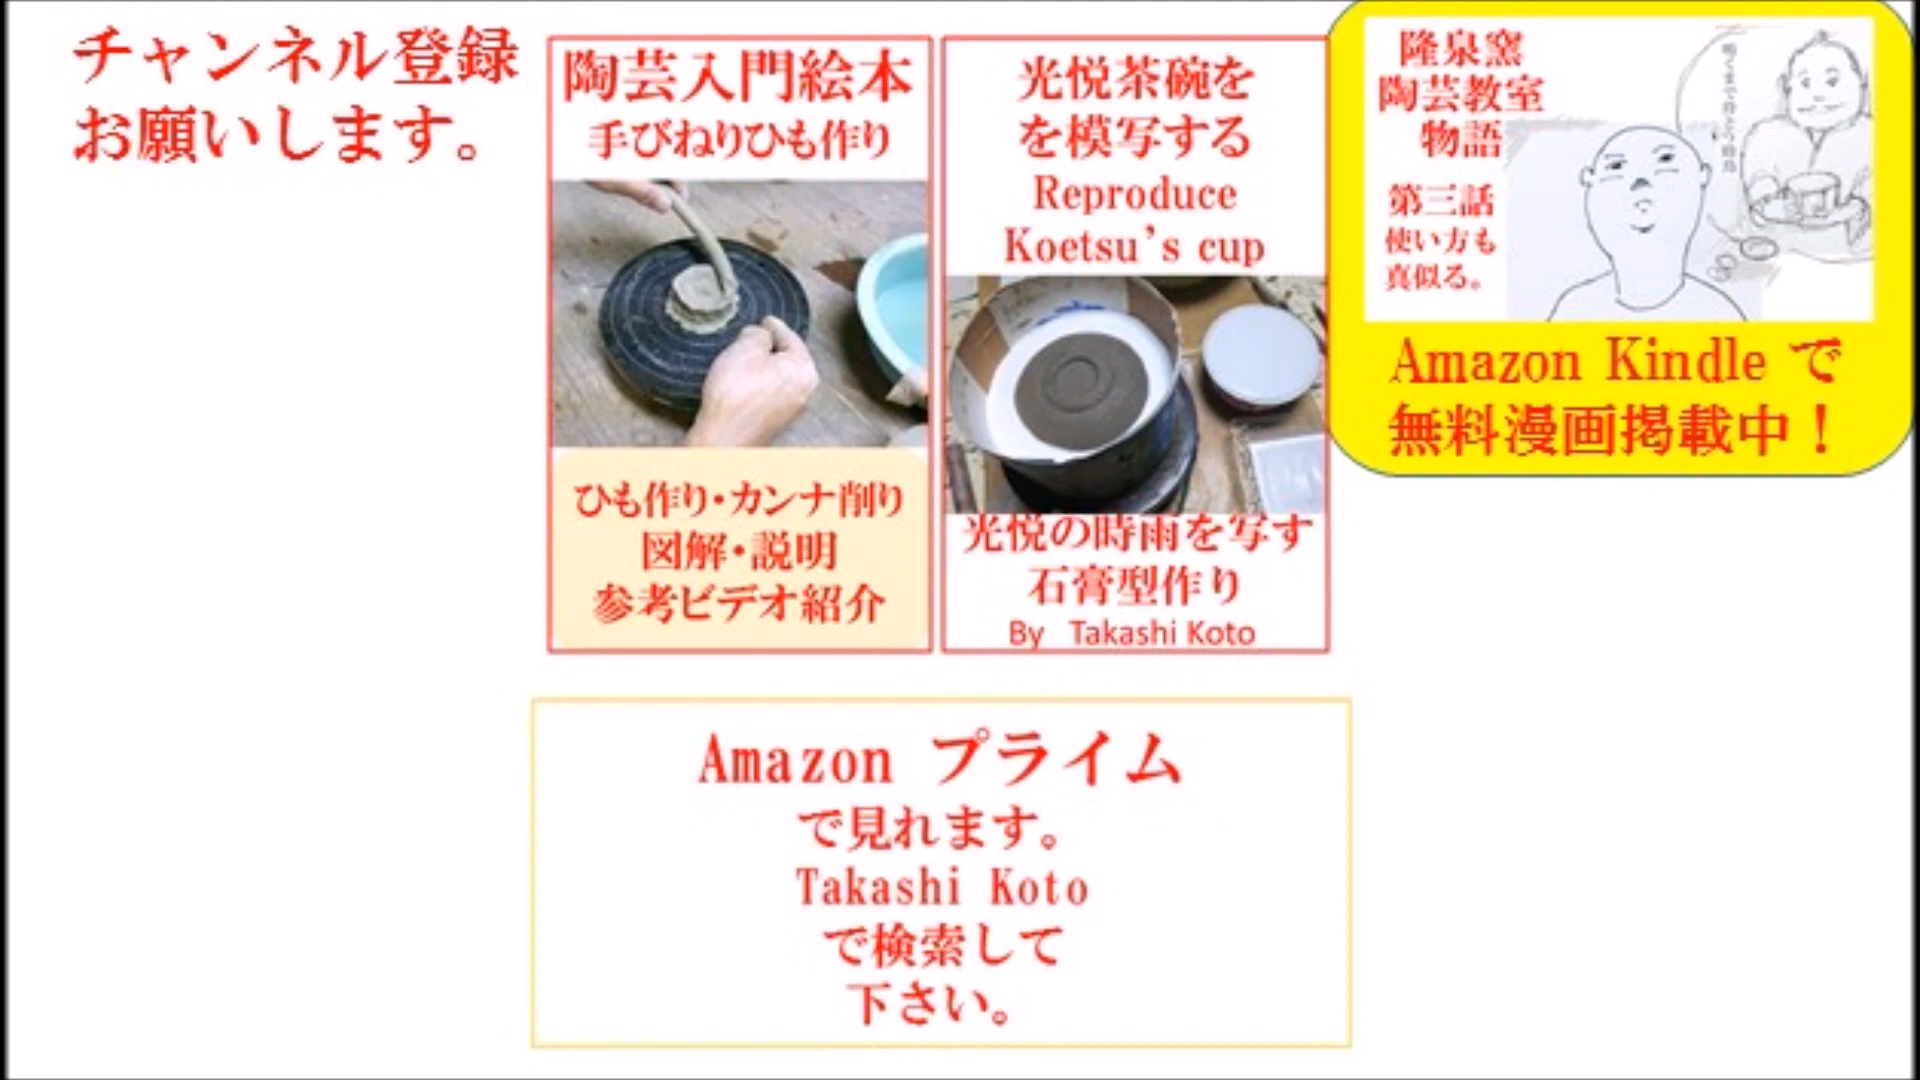 チャンネル登録
お願いします。
陶芸入門絵本
手びねりひも作り
ひも作り・カンナ削り
図解・説明
参考ビデオ紹介
光悦茶碗を
を模写する
Reproduce
Koetsu’s cup
光悦の時雨を写す
石膏型作り
By Takashi Koto
隆泉窯
陶芸教室
物語
第三話
使い方も
真似る。
Amazon Kindle で
無料漫画掲載中！
Amazon プライム
で見れます。
Takashi Koto
で検索して
下さい。